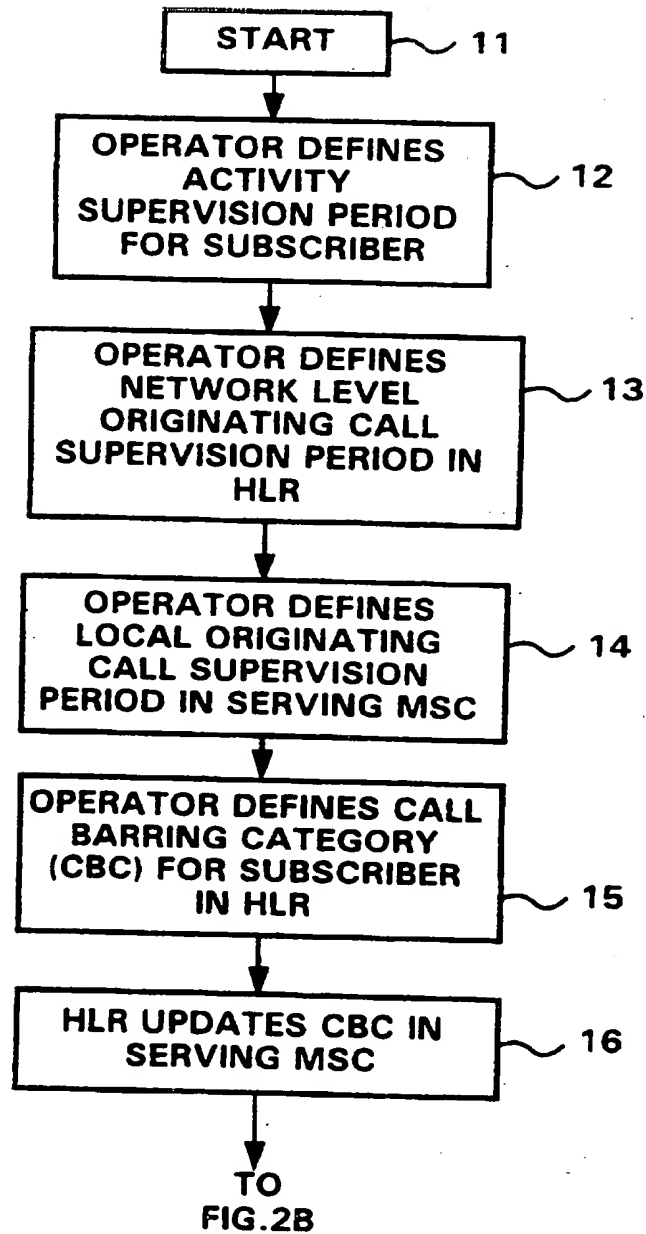 START
11
OPERATOR DEFINES
ACTIVITY
SUPERVISION PERIOD
FOR SUBSCRIBER
12
OPERATOR DEFINES
NETWORK LEVEL
ORIGINATING CALL
SUPERVISION PERIOD IN
HLR
13
OPERATOR DEFINES
LOCAL ORIGINATING
CALL SUPERVISION
PERIOD IN SERVING MSC
14
OPERATOR DEFINES CALL
BARRING CATEGORY
(CBC) FOR SUBSCRIBER
IN HLR
15
HLR UPDATES CBC IN
SERVING MSC
16
TO
FIG.2B